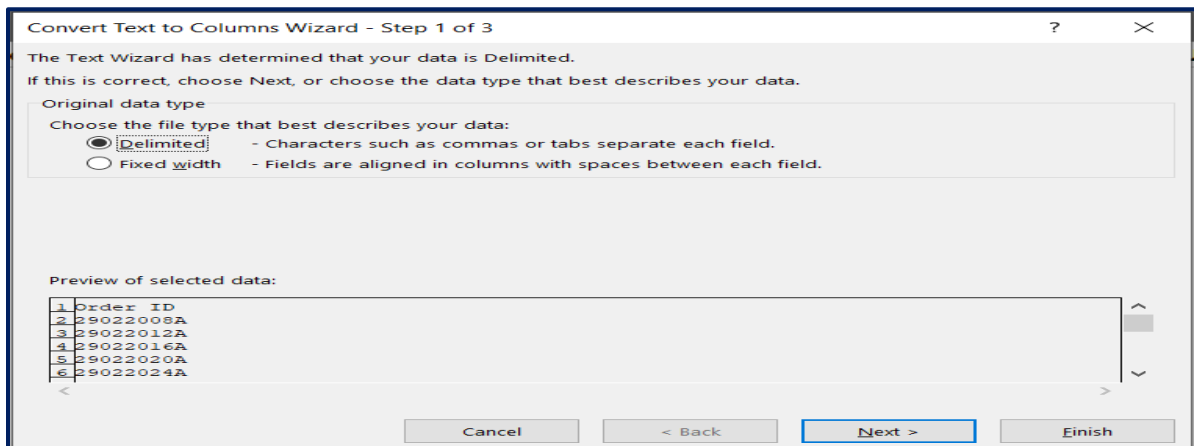 Convert Text to Columns Wizard - Step 1 of 3 ?
The Text Wizard has determined that your data is Delimited.
If this is correct, choose Next, or choose the data type that best describes your data.
Original data type
Choose the file type that best describes your data:
Delimited - Characters such as commas or tabs separate each field.
Fixed width - Fields are aligned in columns with spaces between each field.
Preview of selected data:
1 Order ID
2 29022008A
3 29022012A
4 29022016A
5 29022020A
6 29022024A
Cancel < Back Next > Finish